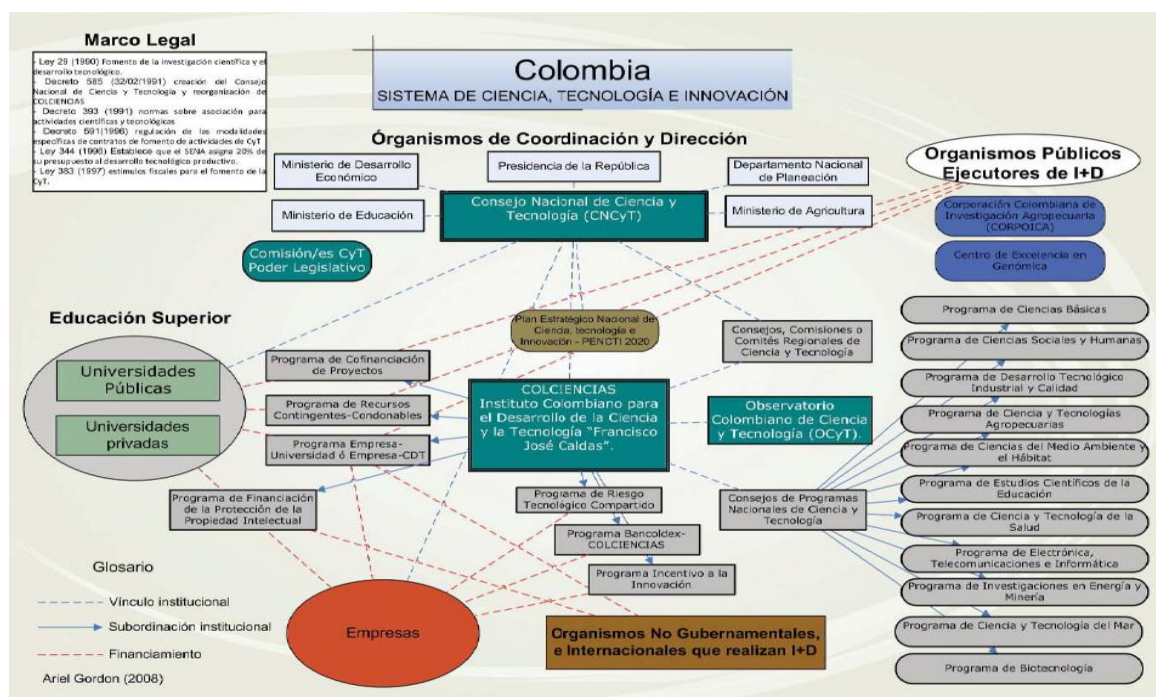 Marco Legal
- Ley 29 (1990) Fomento de la investigación científica y el
desarrollo tecnológico.
- Decreto 585 (32/02/1991) creación del Consejo
Nacional de Ciencia y Tecnología y reorganización de
COLCIENCIAS
- Decreto 393 (1991) normas sobre asociación para
actividades científicas y tecnológicas
- Decreto 591(1996) regulación de las modalidades
específicas de contratos de fomento de actividades de CyT
- Ley 344 (1996) Establece que el SENA asigna 20% de
su presupuesto al desarrollo tecnológico productivo.
- Ley 383 (1997) estímulos fiscales para el fomento de la
CyT.
Colombia
SISTEMA DE CIENCIA, TECNOLOGÍA E INNOVACIÓN
Órganismos de Coordinación y Dirección
Ministerio de Desarrollo
Económico
Presidencia de la República
Departamento Nacional
de Planeación
Ministerio de Educación
Consejo Nacional de Ciencia y
Tecnología (CNCyT)
Ministerio de Agricultura
Comisión/es CyT
Poder Legislativo
Organismos Públicos
Ejecutores de I+D
Corporación Colombiana de
Investigación Agropecuaria
(CORPOICA)
Centro de Excelencia en
Genómica
Plan Estratégico Nacional de
Ciencia, tecnología e
Innovación - PENCTI 2020
Consejos, Comisiones o
Comités Regionales de
Ciencia y Tecnología
Educación Superior
Universidades
Públicas
Universidades
privadas
Programa de Cofinanciación
de Proyectos
Programa de Recursos
Contingentes-Condonables
Programa Empresa-
Universidad ó Empresa-CDT
Programa de Financiación
de la Protección de la
Propiedad Intelectual
COLCIENCIAS
Instituto Colombiano para
el Desarrollo de la Ciencia
y la Tecnología “Francisco
José Caldas”.
Observatorio
Colombiano de Ciencia
y Tecnología (OCyT).
Programa de Riesgo
Tecnológico Compartido
Programa Bancoldex-
COLCIENCIAS
Programa Incentivo a la
Innovación
Consejos de Programas
Nacionales de Ciencia y
Tecnología
Programa de Ciencias Básicas
Programa de Ciencias Sociales y Humanas
Programa de Desarrollo Tecnológico
Industrial y Calidad
Programa de Ciencia y Tecnologías
Agropecuarias
Programa de Ciencias del Medio Ambiente y
el Hábitat
Programa de Estudios Científicos de la
Educación
Programa de Ciencia y Tecnología de la
Salud
Programa de Electrónica,
Telecomunicaciones e Informática
Programa de Investigaciones en Energía y
Minería
Programa de Ciencia y Tecnología del Mar
Programa de Biotecnología
Empresas
Organismos No Gubernamentales,
e Internacionales que realizan I+D
Glosario
Vínculo institucional
Subordinación institucional
Financiamiento
Ariel Gordon (2008)